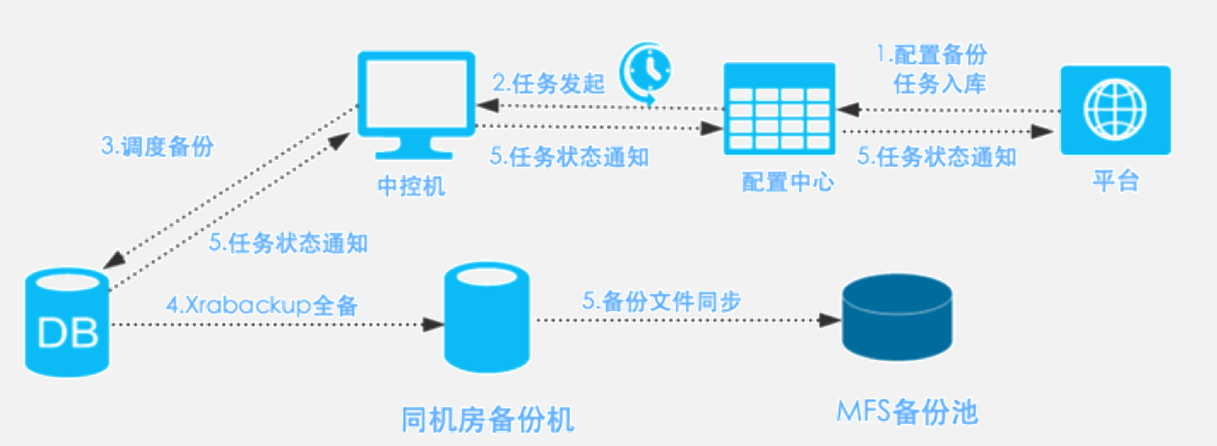 1.配置备份
任务入库
2.任务发起
3.调度备份
5.任务状态通知
5.任务状态通知
中控机
配置中心
平台
5.任务状态通知
4.Xrabackup全备
5.备份文件同步
DB
同机房备份机
MFS备份池